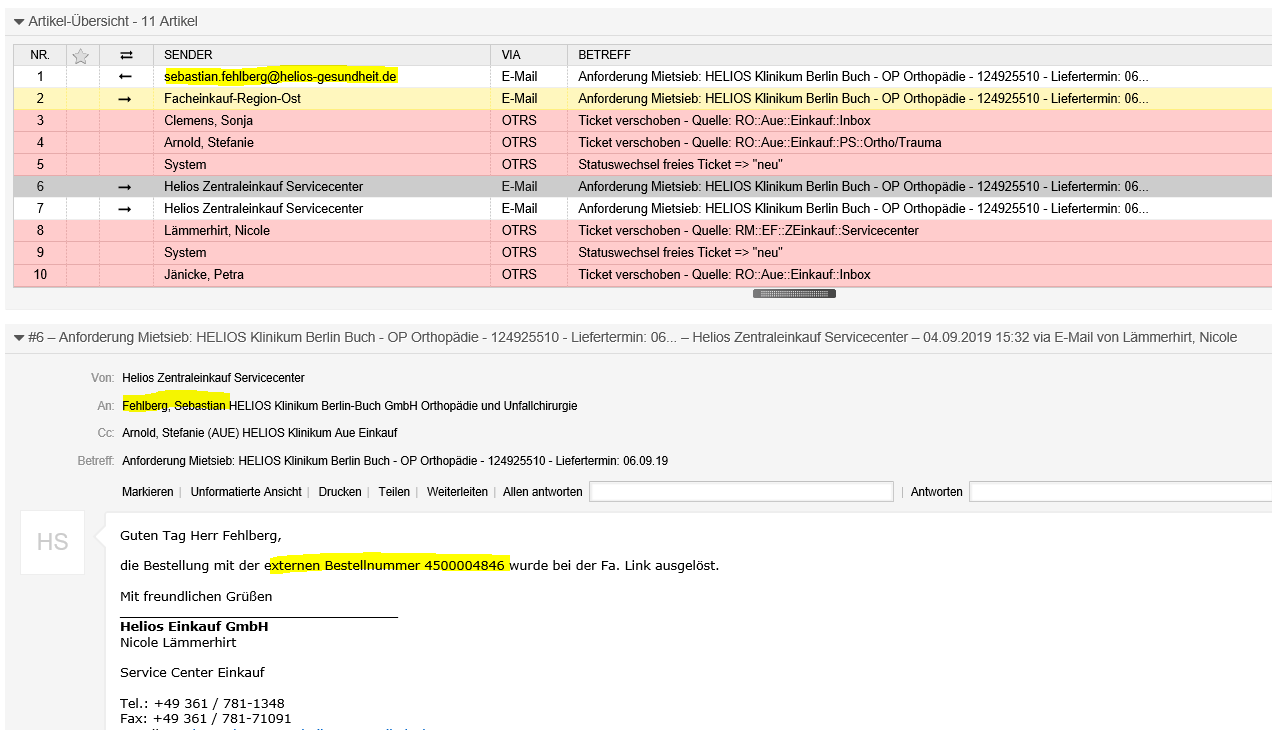 Artikel-Übersicht - 11 Artikel
NR. SENDER VIA BETREFF
1 sebastian.fehlberg@helios-gesundheit.de E-Mail Anforderung Mietsieb: HELIOS Klinikum Berlin Buch - OP Orthopädie - 124925510 - Liefertermin: 06...
2 Facheinkauf-Region-Ost E-Mail Anforderung Mietsieb: HELIOS Klinikum Berlin Buch - OP Orthopädie - 124925510 - Liefertermin: 06...
3 Clemens, Sonja OTRS Ticket verschoben - Quelle: RO::Aue::Einkauf::Inbox
4 Arnold, Stefanie OTRS Ticket verschoben - Quelle: RO::Aue::Einkauf::PS::Ortho/Trauma
5 System OTRS Statuswechsel freies Ticket => "neu"
6 Helios Zentraleinkauf Servicecenter E-Mail Anforderung Mietsieb: HELIOS Klinikum Berlin Buch - OP Orthopädie - 124925510 - Liefertermin: 06...
7 Helios Zentraleinkauf Servicecenter E-Mail Anforderung Mietsieb: HELIOS Klinikum Berlin Buch - OP Orthopädie - 124925510 - Liefertermin: 06...
8 Lämmerhirt, Nicole OTRS Ticket verschoben - Quelle: RM::EF::ZEinkauf::Servicecenter
9 System OTRS Statuswechsel freies Ticket => "neu"
10 Jänicke, Petra OTRS Ticket verschoben - Quelle: RO::Aue::Einkauf::Inbox
#6 – Anforderung Mietsieb: HELIOS Klinikum Berlin Buch - OP Orthopädie - 124925510 - Liefertermin: 06... – Helios Zentraleinkauf Servicecenter – 04.09.2019 15:32 via E-Mail von Lämmerhirt, Nicole
Von: Helios Zentraleinkauf Servicecenter
An: Fehlberg, Sebastian HELIOS Klinikum Berlin-Buch GmbH Orthopädie und Unfallchirurgie
Cc: Arnold, Stefanie (AUE) HELIOS Klinikum Aue Einkauf
Betreff: Anforderung Mietsieb: HELIOS Klinikum Berlin Buch - OP Orthopädie - 124925510 - Liefertermin: 06.09.19
Markieren | Unformatierte Ansicht | Drucken | Teilen | Weiterleiten | Allen antworten | Antworten
HS
Guten Tag Herr Fehlberg,
die Bestellung mit der externen Bestellnummer 4500004846 wurde bei der Fa. Link ausgelöst.
Mit freundlichen Grüßen
Helios Einkauf GmbH
Nicole Lämmerhirt
Service Center Einkauf
Tel.: +49 361 / 781-1348
Fax: +49 361 / 781-71091